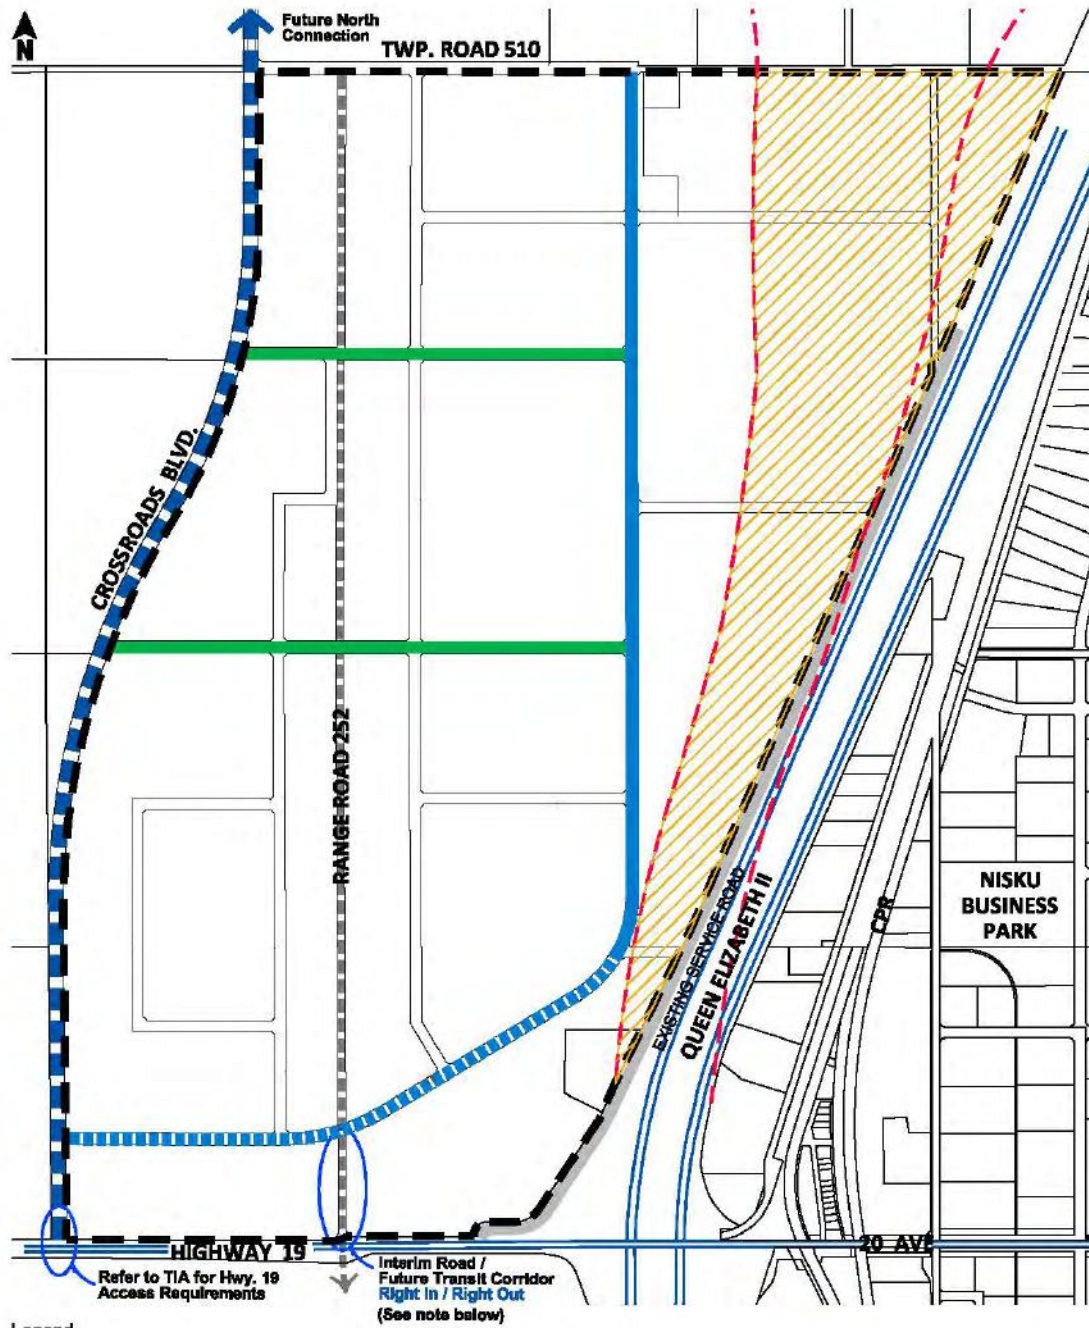 Future North
Connection
N
TWP. ROAD 510
CROSSROADS BLVD.
RANGE ROAD 252
EXISTING SERVICE ROAD
QUEEN ELIZABETH II
CPR
NISKU
BUSINESS
PARK
HIGHWAY 19
20 AVE
Refer to TIA for Hwy. 19
Access Requirements
Interim Road /
Future Transit Corridor
Right In / Right Out
(See note below)
Legend